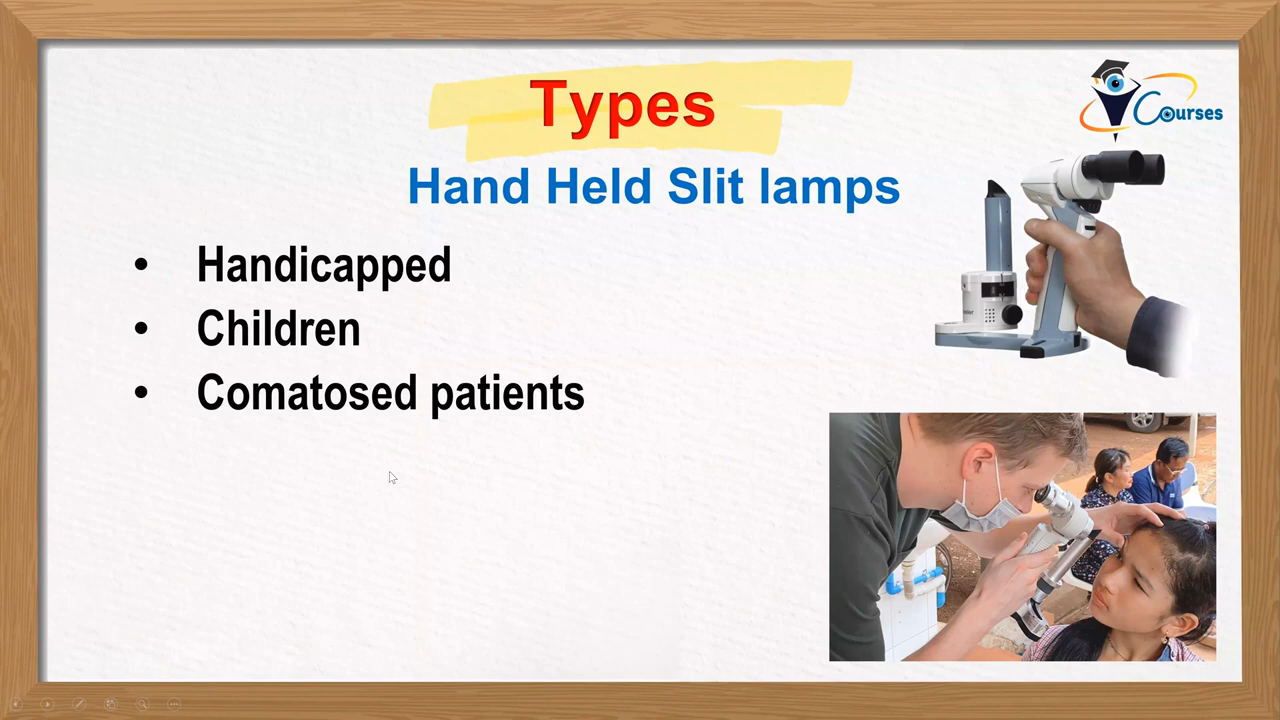 Types
Courses
Hand Held Slit lamps
• Handicapped
• Children
• Comatosed patients